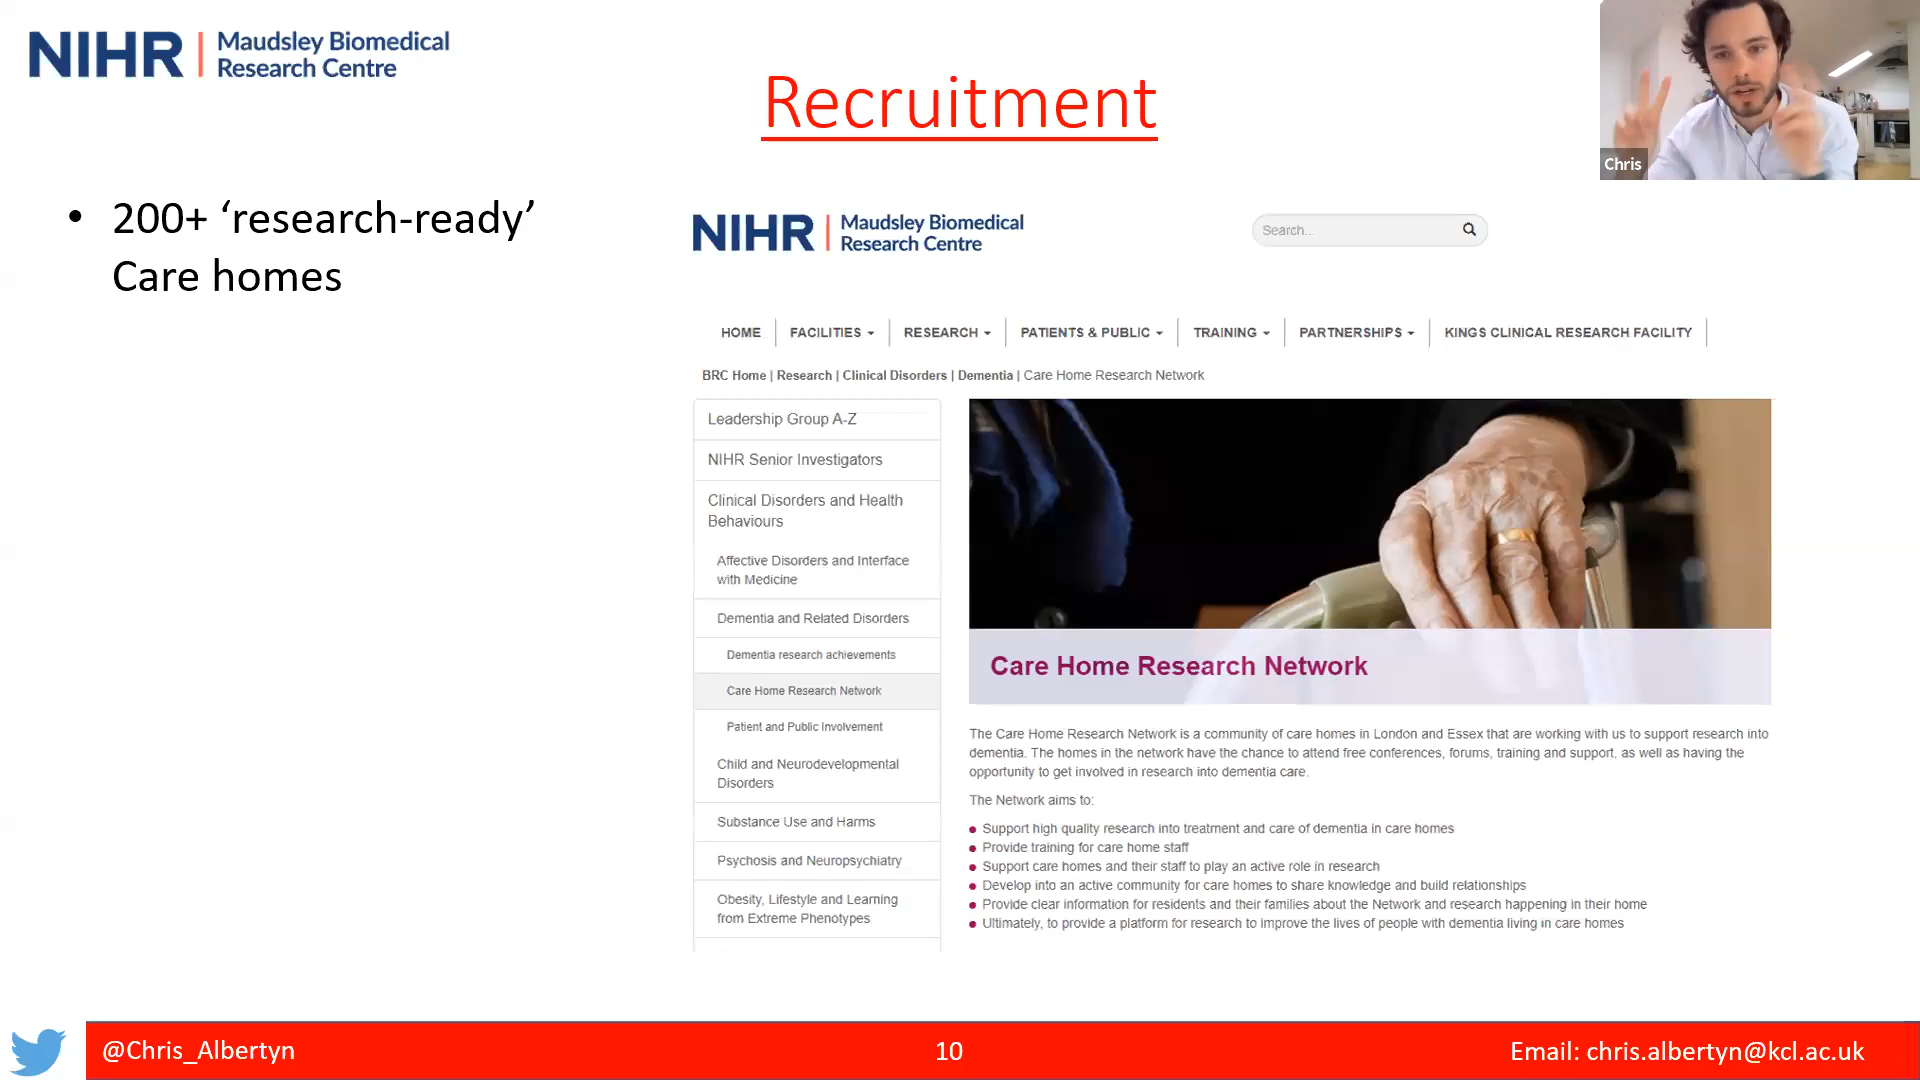 NIHR | Maudsley Biomedical
Research Centre
Recruitment
Chris
• 200+ ‘research-ready’
Care homes
NIHR | Maudsley Biomedical
Research Centre
Search...
HOME
FACILITIES
RESEARCH
PATIENTS & PUBLIC
TRAINING
PARTNERSHIPS
KINGS CLINICAL RESEARCH FACILITY
BRC Home | Research | Clinical Disorders | Dementia | Care Home Research Network
Leadership Group A-Z
NIHR Senior Investigators
Clinical Disorders and Health
Behaviours
Affective Disorders and Interface
with Medicine
Dementia and Related Disorders
Dementia research achievements
Care Home Research Network
Patient and Public Involvement
Child and Neurodevelopmental
Disorders
Substance Use and Harms
Psychosis and Neuropsychiatry
Obesity, Lifestyle and Learning
from Extreme Phenotypes
Care Home Research Network
The Care Home Research Network is a community of care homes in London and Essex that are working with us to support research into
dementia. The homes in the network have the chance to attend free conferences, forums, training and support, as well as having the
opportunity to get involved in research into dementia care.
The Network aims to:
• Support high quality research into treatment and care of dementia in care homes
• Provide training for care home staff
• Support care homes and their staff to play an active role in research
• Develop into an active community for care homes to share knowledge and build relationships
• Provide clear information for residents and their families about the Network and research happening in their home
• Ultimately, to provide a platform for research to improve the lives of people with dementia living in care homes
@Chris_Albertyn
10
Email: chris.albertyn@kcl.ac.uk